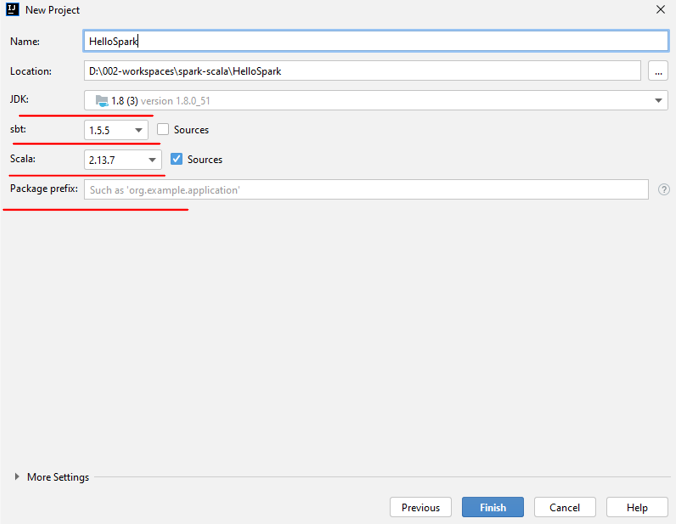 IJ New Project
Name: HelloSpark
Location: D:\002-workspaces\spark-scala\HelloSpark ...
JDK: 1.8 (3) version 1.8.0_51
sbt: 1.5.5 Sources
Scala: 2.13.7 Sources
Package prefix: Such as 'org.example.application' ?
More Settings
Previous Finish Cancel Help